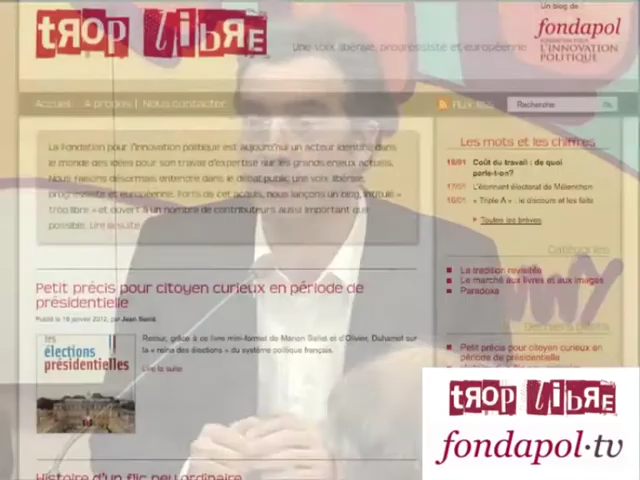 TROP LIBRE
Une voix libérale, progressiste et européenne
Un blog de
fondapol
L'INNOVATION
POLITIQUE
Accueil A propos | Nous contacter
Flux RSS
Recherche
La Fondation pour l'innovation politique est aujourd'hui un acteur identifié dans
le monde des idées pour son travail d'expertise sur les grands enjeux actuels.
Nous faisons désormais entendre dans le débat public une voix libérale,
progressiste et européenne. Forts de cet acquis, nous lançons un blog, intitulé «
trop libre » et ouvert à un nombre de contributeurs aussi important que
possible. Lire la suite
Petit précis pour citoyen curieux en période de
présidentielle
Publié le 18 janvier 2012, par Jean Senié
les
élections
présidentielles
Retour, grâce à ce livre mini-format de Marion Ballet et d'Olivier Duhamel sur
la « reine des élections » du système politique français.
Lire la suite
Histoire d'un flic peu ordinaire
Les mots et les chiffres
18/01 Coût du travail : de quoi
parle-t-on?
17/01 L'étonnant électorat de Mélenchon
16/01 « Triple A » : le discours et les faits
Toutes les brèves
Catégories
La tradition revisitée
Le marché aux livres et aux images
Paradoxa
Derniers posts
Petit précis pour citoyen curieux en
période de présidentielle
TROP LIBRE
fondapol·tv